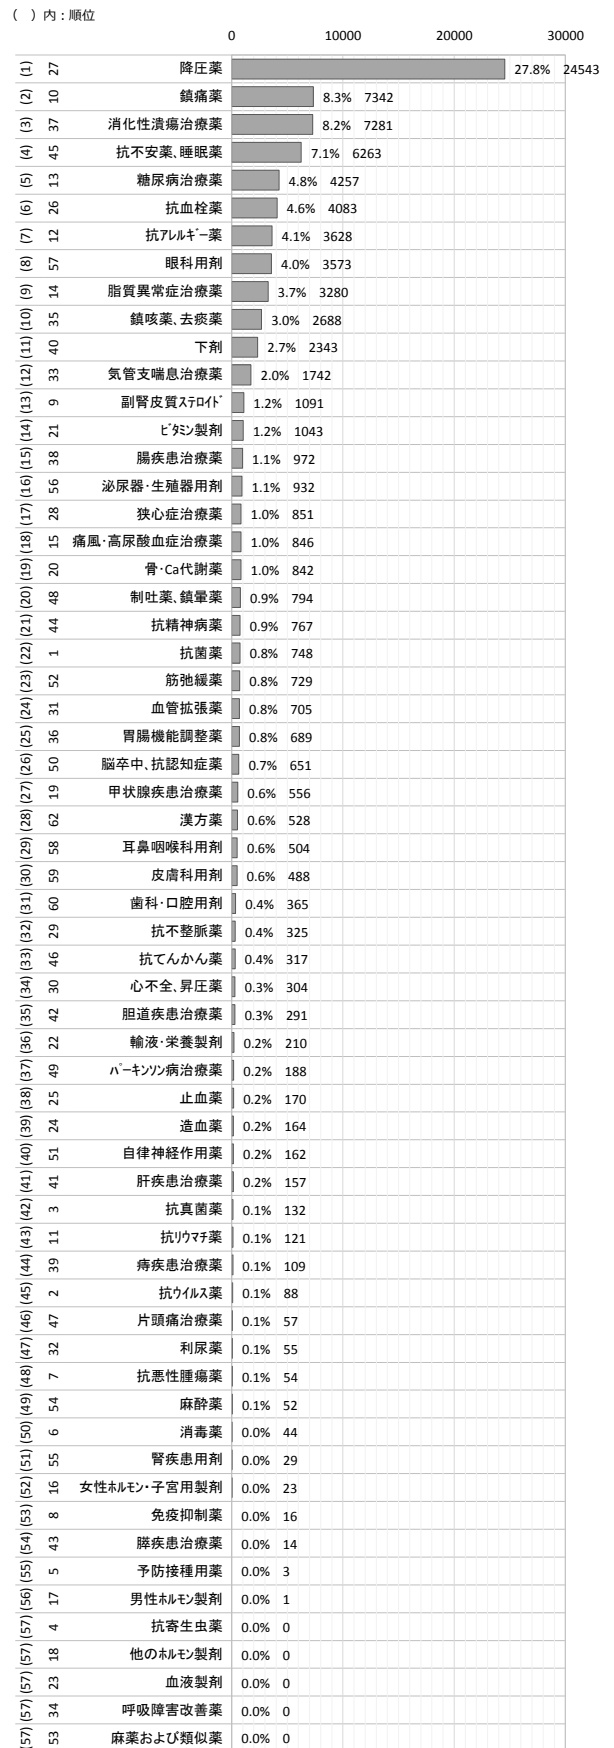 ( ) 内：順位
0 10000 20000 30000
(1) 27 降圧薬 27.8% 24543
(2) 10 鎮痛薬 8.3% 7342
(3) 37 消化性潰瘍治療薬 8.2% 7281
(4) 45 抗不安薬、睡眠薬 7.1% 6263
(5) 13 糖尿病治療薬 4.8% 4257
(6) 26 抗血栓薬 4.6% 4083
(7) 12 抗ｱﾚﾙｷﾞｰ薬 4.1% 3628
(8) 57 眼科用剤 4.0% 3573
(9) 14 脂質異常症治療薬 3.7% 3280
(10) 35 鎮咳薬、去痰薬 3.0% 2688
(11) 40 下剤 2.7% 2343
(12) 33 気管支喘息治療薬 2.0% 1742
(13) 9 副腎皮質ｽﾃﾛｲﾄﾞ 1.2% 1091
(14) 21 ﾋﾞﾀﾐﾝ製剤 1.2% 1043
(15) 38 腸疾患治療薬 1.1% 972
(16) 56 泌尿器･生殖器用剤 1.1% 932
(17) 28 狭心症治療薬 1.0% 851
(18) 15 痛風･高尿酸血症治療薬 1.0% 846
(19) 20 骨･Ca代謝薬 1.0% 842
(20) 48 制吐薬、鎮暈薬 0.9% 794
(21) 44 抗精神病薬 0.9% 767
(22) 1 抗菌薬 0.8% 748
(23) 52 筋弛緩薬 0.8% 729
(24) 31 血管拡張薬 0.8% 705
(25) 36 胃腸機能調整薬 0.8% 689
(26) 50 脳卒中、抗認知症薬 0.7% 651
(27) 19 甲状腺疾患治療薬 0.6% 556
(28) 62 漢方薬 0.6% 528
(29) 58 耳鼻咽喉科用剤 0.6% 504
(30) 59 皮膚科用剤 0.6% 488
(31) 60 歯科･口腔用剤 0.4% 365
(32) 29 抗不整脈薬 0.4% 325
(33) 46 抗てんかん薬 0.4% 317
(34) 30 心不全、昇圧薬 0.3% 304
(35) 42 胆道疾患治療薬 0.3% 291
(36) 22 輸液･栄養製剤 0.2% 210
(37) 49 ﾊﾟｰｷﾝｿﾝ病治療薬 0.2% 188
(38) 25 止血薬 0.2% 170
(39) 24 造血薬 0.2% 164
(40) 51 自律神経作用薬 0.2% 162
(41) 41 肝疾患治療薬 0.2% 157
(42) 3 抗真菌薬 0.1% 132
(43) 11 抗ﾘｳﾏﾁ薬 0.1% 121
(44) 39 痔疾患治療薬 0.1% 109
(45) 2 抗ｳｲﾙｽ薬 0.1% 88
(46) 47 片頭痛治療薬 0.1% 57
(47) 32 利尿薬 0.1% 55
(48) 7 抗悪性腫瘍薬 0.1% 54
(49) 54 麻酔薬 0.1% 52
(50) 6 消毒薬 0.0% 44
(51) 55 腎疾患用剤 0.0% 29
(52) 16 女性ﾎﾙﾓﾝ･子宮用製剤 0.0% 23
(53) 8 免疫抑制薬 0.0% 16
(54) 43 膵疾患治療薬 0.0% 14
(55) 5 予防接種用薬 0.0% 3
(56) 17 男性ﾎﾙﾓﾝ製剤 0.0% 1
(57) 4 抗寄生虫薬 0.0% 0
(57) 18 他のﾎﾙﾓﾝ製剤 0.0% 0
(57) 23 血液製剤 0.0% 0
(57) 34 呼吸障害改善薬 0.0% 0
(57) 53 麻薬および類似薬 0.0% 0